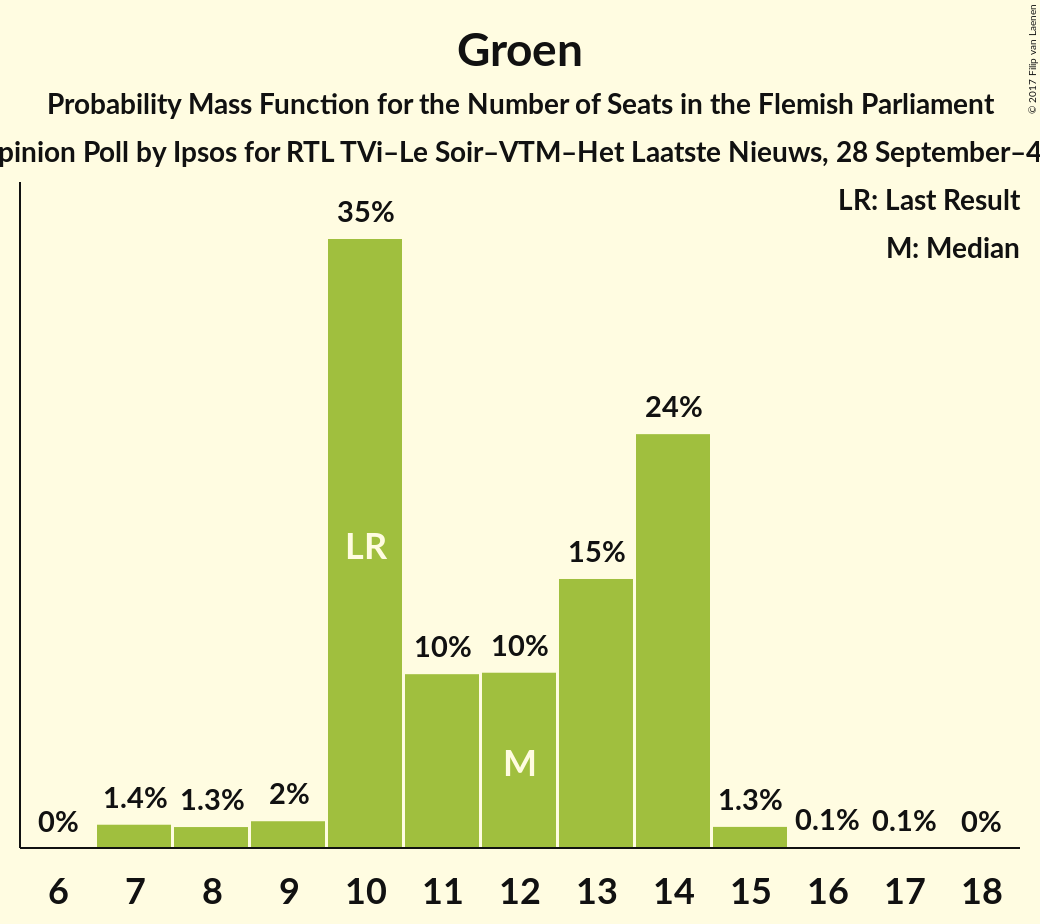 Groen
Probability Mass Function for the Number of Seats in the Flemish Parliament
pinion Poll by Ipsos for RTL TVi–Le Soir–VTM–Het Laatste Nieuws, 28 September–4
© 2017 Filip van Laenen
LR: Last Result
M: Median
35%
24%
15%
10%
10%
2%
1.4%
1.3%
1.3%
0.1%
0.1%
0%
0%
LR
M
6 7 8 9 10 11 12 13 14 15 16 17 18